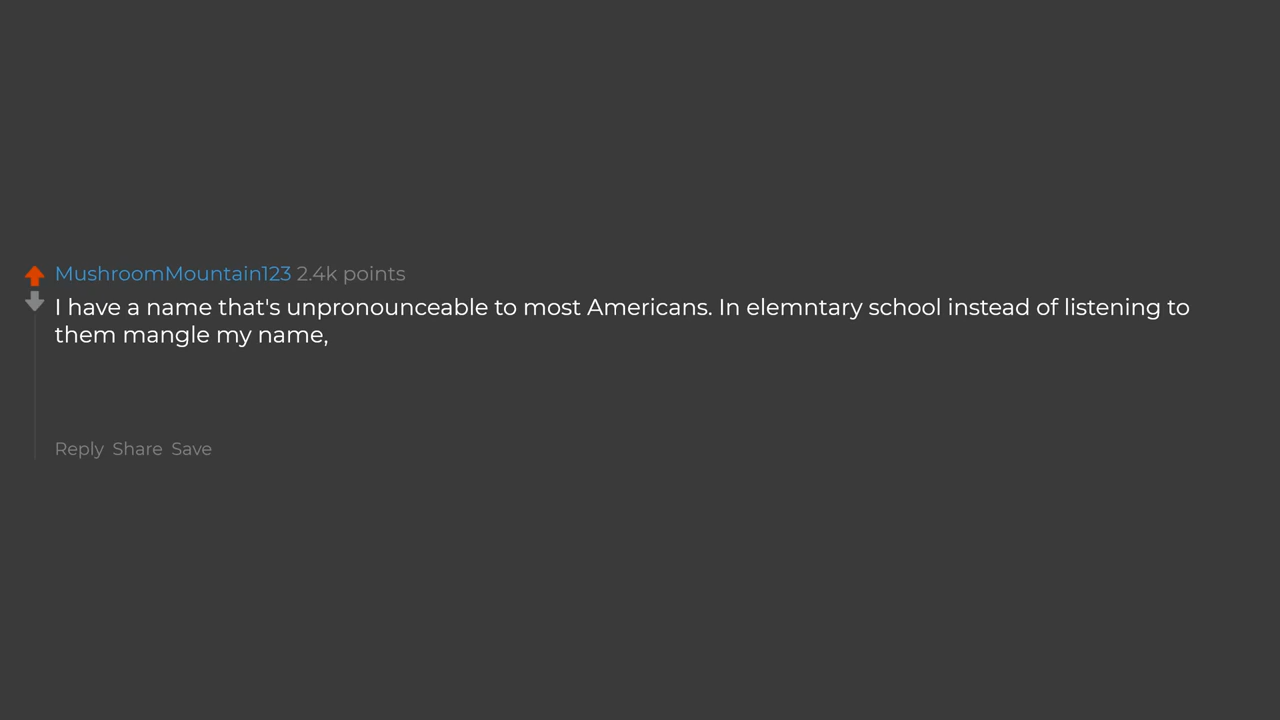 MushroomMountain123 2.4k points
I have a name that's unpronounceable to most Americans. In elemntary school instead of listening to
them mangle my name,
Reply Share Save